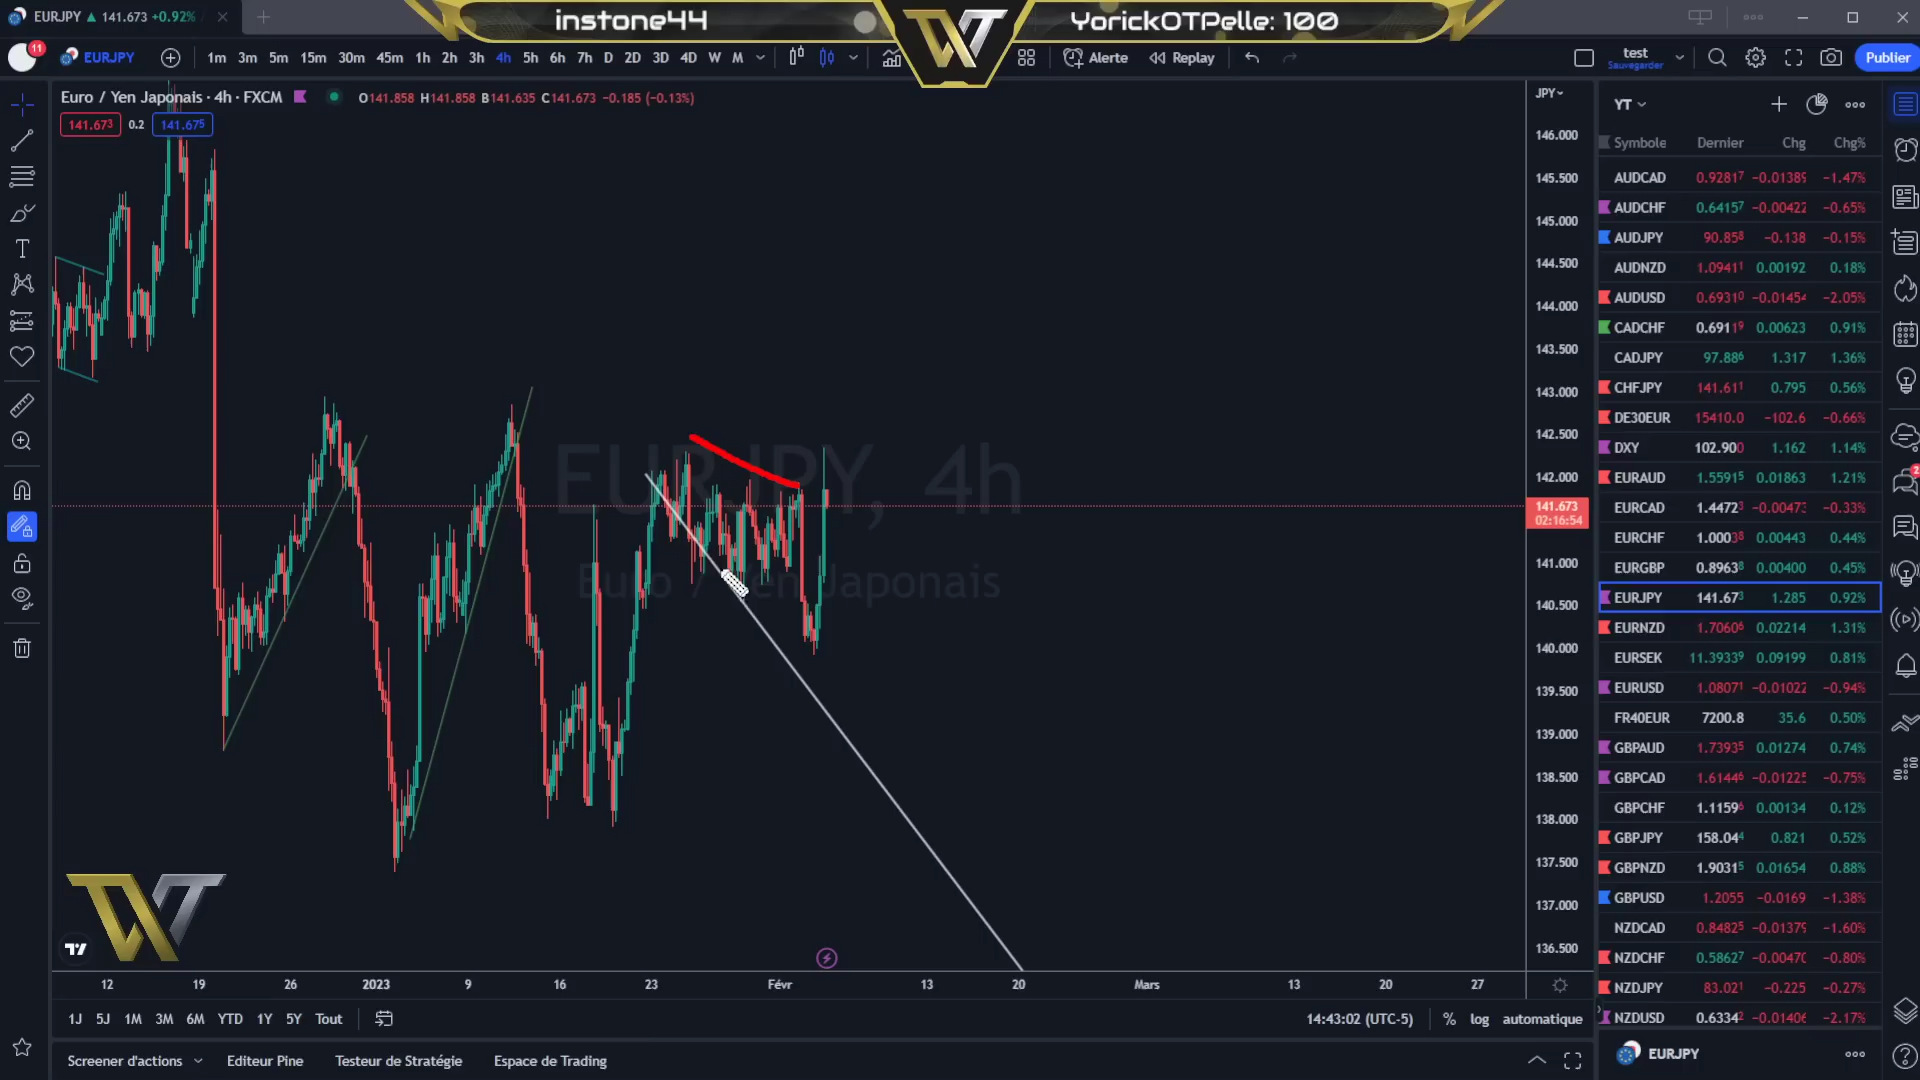 EURJPY ▲ 141.673 +0.92%
instone44
YorickOTPelle: 100
11
EURJPY
1m 3m 5m 15m 30m 45m 1h 2h 3h 4h 5h 6h 7h D 2D 3D 4D W M
Alerte
Replay
test
Sauvegarder
Publier
Euro / Yen Japonais · 4h · FXCM
O141.858 H141.858 B141.635 C141.673 −0.185 (−0.13%)
141.673 0.2 141.675
EURJPY, 4h
Euro / Yen Japonais
JPY
146.000
145.500
145.000
144.500
144.000
143.500
143.000
142.500
142.000
141.673
02:16:54
141.000
140.500
140.000
139.500
139.000
138.500
138.000
137.500
137.000
136.500
12 19 26 2023 9 16 23 Févr 13 20 Mars 13 20 27
1J 5J 1M 3M 6M YTD 1Y 5Y Tout
14:43:02 (UTC-5) % log automatique
Screener d'actions Editeur Pine Testeur de Stratégie Espace de Trading
YT
Symbole Dernier Chg Chg%
AUDCAD 0.92817 −0.01389 −1.47%
AUDCHF 0.64157 −0.00422 −0.65%
AUDJPY 90.858 −0.138 −0.15%
AUDNZD 1.09411 0.00192 0.18%
AUDUSD 0.69310 −0.01454 −2.05%
CADCHF 0.69119 0.00623 0.91%
CADJPY 97.886 1.317 1.36%
CHFJPY 141.611 0.795 0.56%
DE30EUR 15410.0 −102.6 −0.66%
DXY 102.900 1.162 1.14%
EURAUD 1.55915 0.01863 1.21%
EURCAD 1.44723 −0.00473 −0.33%
EURCHF 1.00038 0.00443 0.44%
EURGBP 0.89638 0.00400 0.45%
EURJPY 141.673 1.285 0.92%
EURNZD 1.70606 0.02214 1.31%
EURSEK 11.39339 0.09199 0.81%
EURUSD 1.08071 −0.01022 −0.94%
FR40EUR 7200.8 35.6 0.50%
GBPAUD 1.73935 0.01274 0.74%
GBPCAD 1.61446 −0.01225 −0.75%
GBPCHF 1.11596 0.00134 0.12%
GBPJPY 158.044 0.821 0.52%
GBPNZD 1.90315 0.01654 0.88%
GBPUSD 1.2055 −0.0169 −1.38%
NZDCAD 0.84825 −0.01379 −1.60%
NZDCHF 0.58627 −0.00470 −0.80%
NZDJPY 83.021 −0.225 −0.27%
NZDUSD 0.63342 −0.01406 −2.17%
EURJPY
2